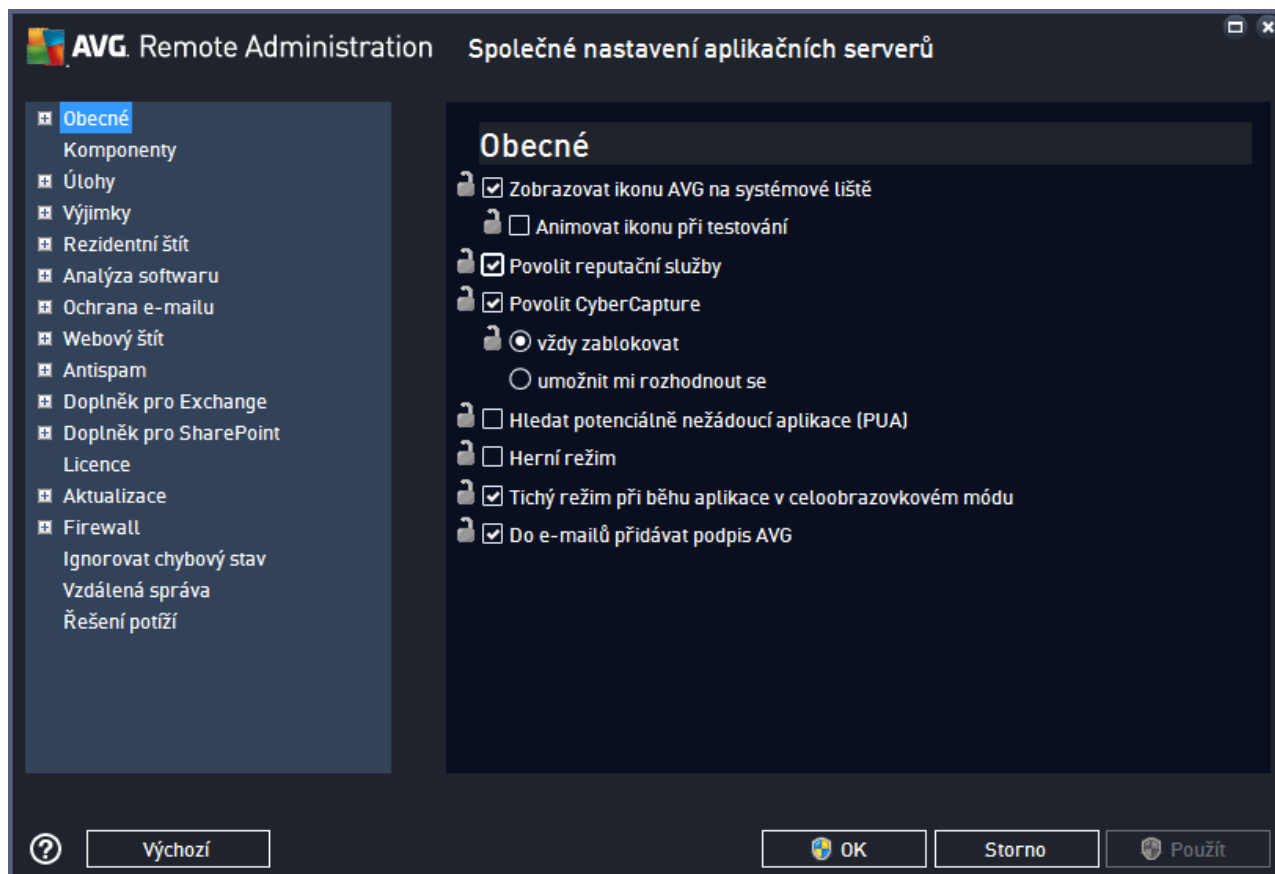 AVG. Remote Administration
Společné nastavení aplikačních serverů
Obecné
Komponenty
Úlohy
Výjimky
Rezidentní štít
Analýza softwaru
Ochrana e-mailu
Webový štít
Antispam
Doplněk pro Exchange
Doplněk pro SharePoint
Licence
Aktualizace
Firewall
Ignorovat chybový stav
Vzdálená správa
Řešení potíží
Obecné
Zobrazovat ikonu AVG na systémové liště
Animovat ikonu při testování
Povolit reputační služby
Povolit CyberCapture
vždy zablokovat
umožnit mi rozhodnout se
Hledat potenciálně nežádoucí aplikace (PUA)
Herní režim
Tichý režim při běhu aplikace v celoobrazovkovém módu
Do e-mailů přidávat podpis AVG
Výchozí
OK
Storno
Použít